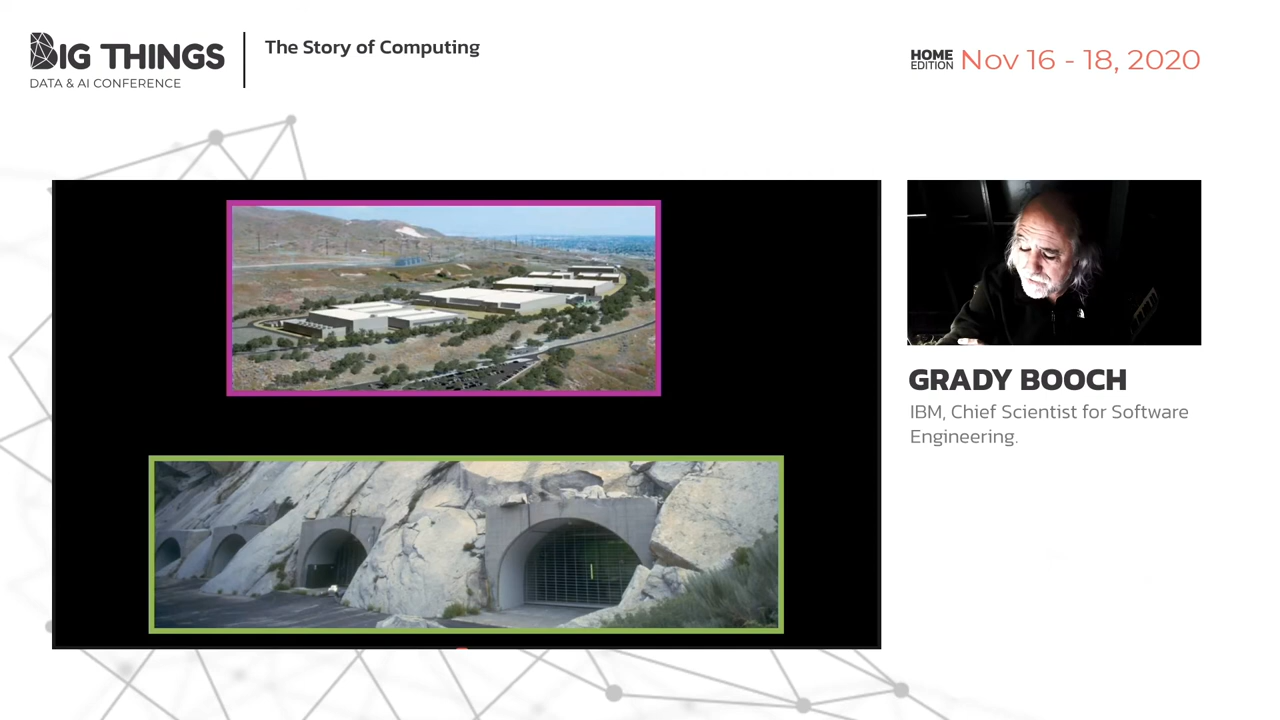 BIG THINGS
DATA & AI CONFERENCE
The Story of Computing
HOME
EDITION
Nov 16 - 18, 2020
GRADY BOOCH
IBM, Chief Scientist for Software
Engineering.